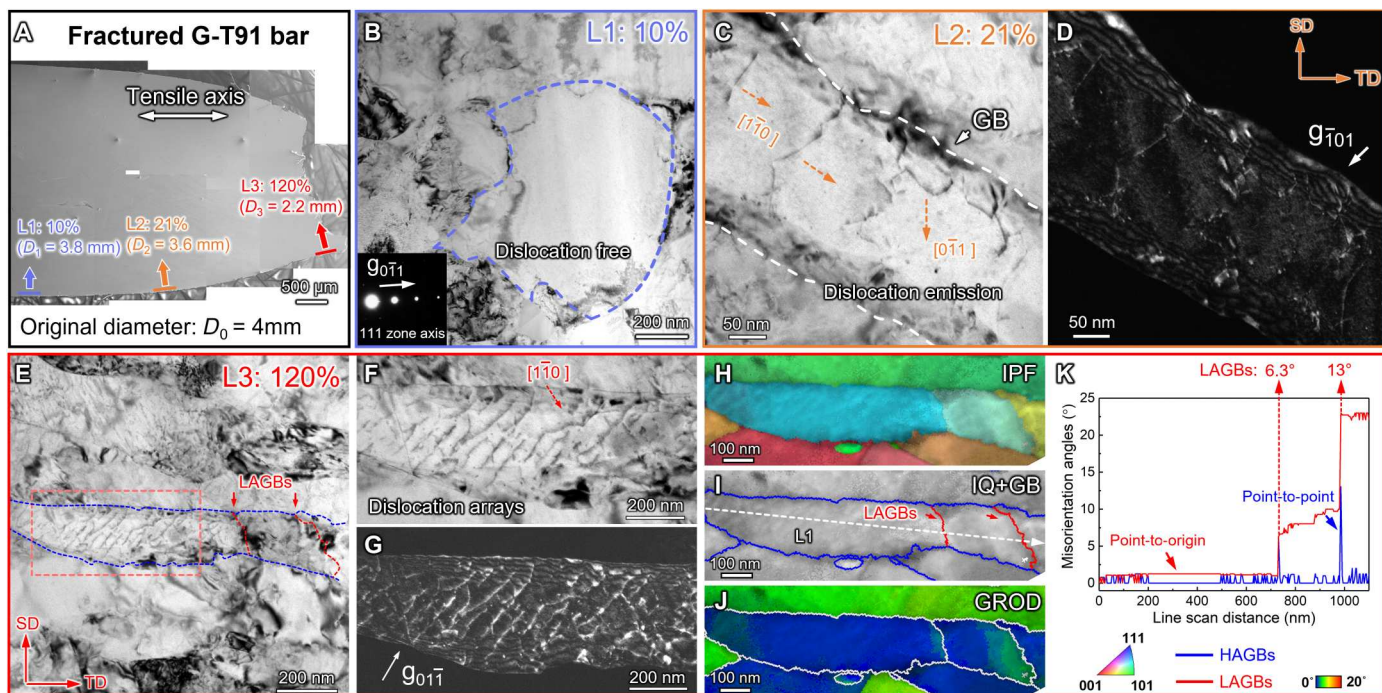 A
Fractured G-T91 bar
Tensile axis
L3: 120%
(D₃ = 2.2 mm)
L1: 10%
(D₁ = 3.8 mm)
L2: 21%
(D₂ = 3.6 mm)
500 μm
Original diameter: D₀ = 4mm
B
L1: 10%
Dislocation free
g₀1̄₁
111 zone axis
200 nm
C
L2: 21%
[11̄0]
GB
[01̄1]
Dislocation emission
50 nm
D
SD
TD
g1̄₀₁
50 nm
E
L3: 120%
LAGBs
SD
TD
200 nm
F
[11̄0]
Dislocation arrays
200 nm
G
g₀₁1̄
200 nm
H
IPF
100 nm
I
IQ+GB
LAGBs
L1
100 nm
J
GROD
100 nm
K
LAGBs: 6.3° 13°
Misorientation angles (°)
25
20
15
10
5
0
Point-to-point
Point-to-origin
0 200 400 600 800 1000
Line scan distance (nm)
111
001 101
HAGBs
LAGBs
0° 20°